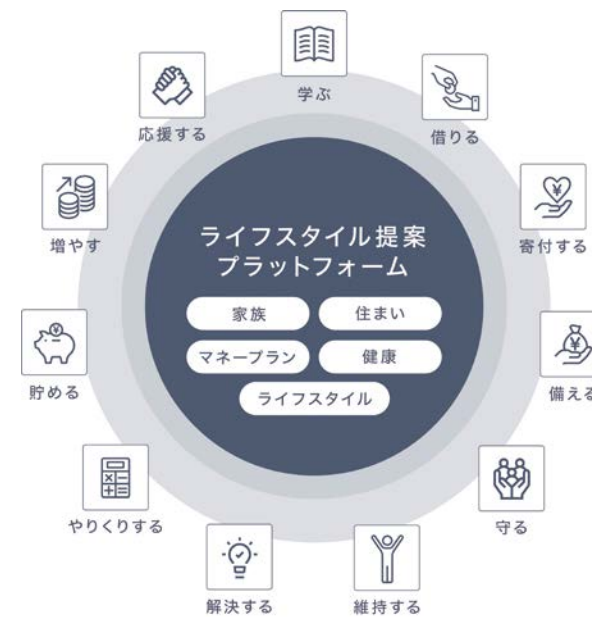 学ぶ
借りる
寄付する
備える
守る
維持する
解決する
やりくりする
貯める
増やす
応援する
ライフスタイル提案
プラットフォーム
家族
住まい
マネープラン
健康
ライフスタイル